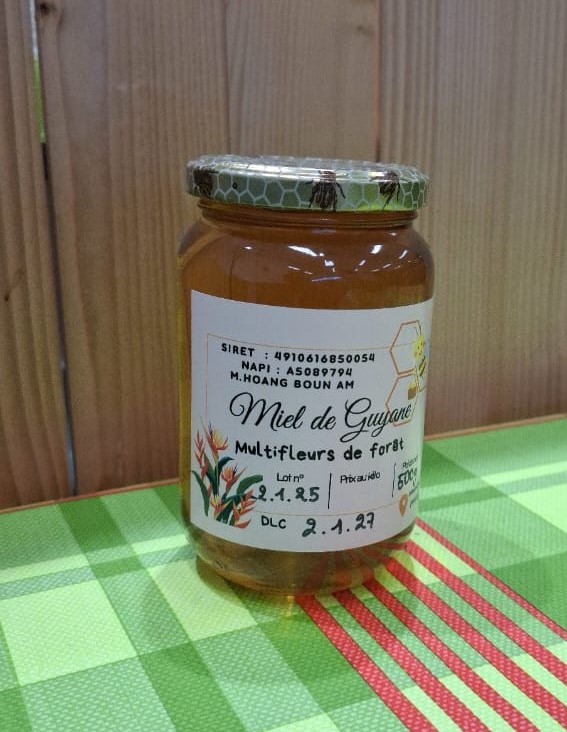 SIRET : 4910616850054
NAPI : A5089794
M.HOANG BOUN AM
Miel de Guyane
Multifleurs de forêt
Lot n° Prix au kilo
2.1.25 500g
DLC 2.1.27